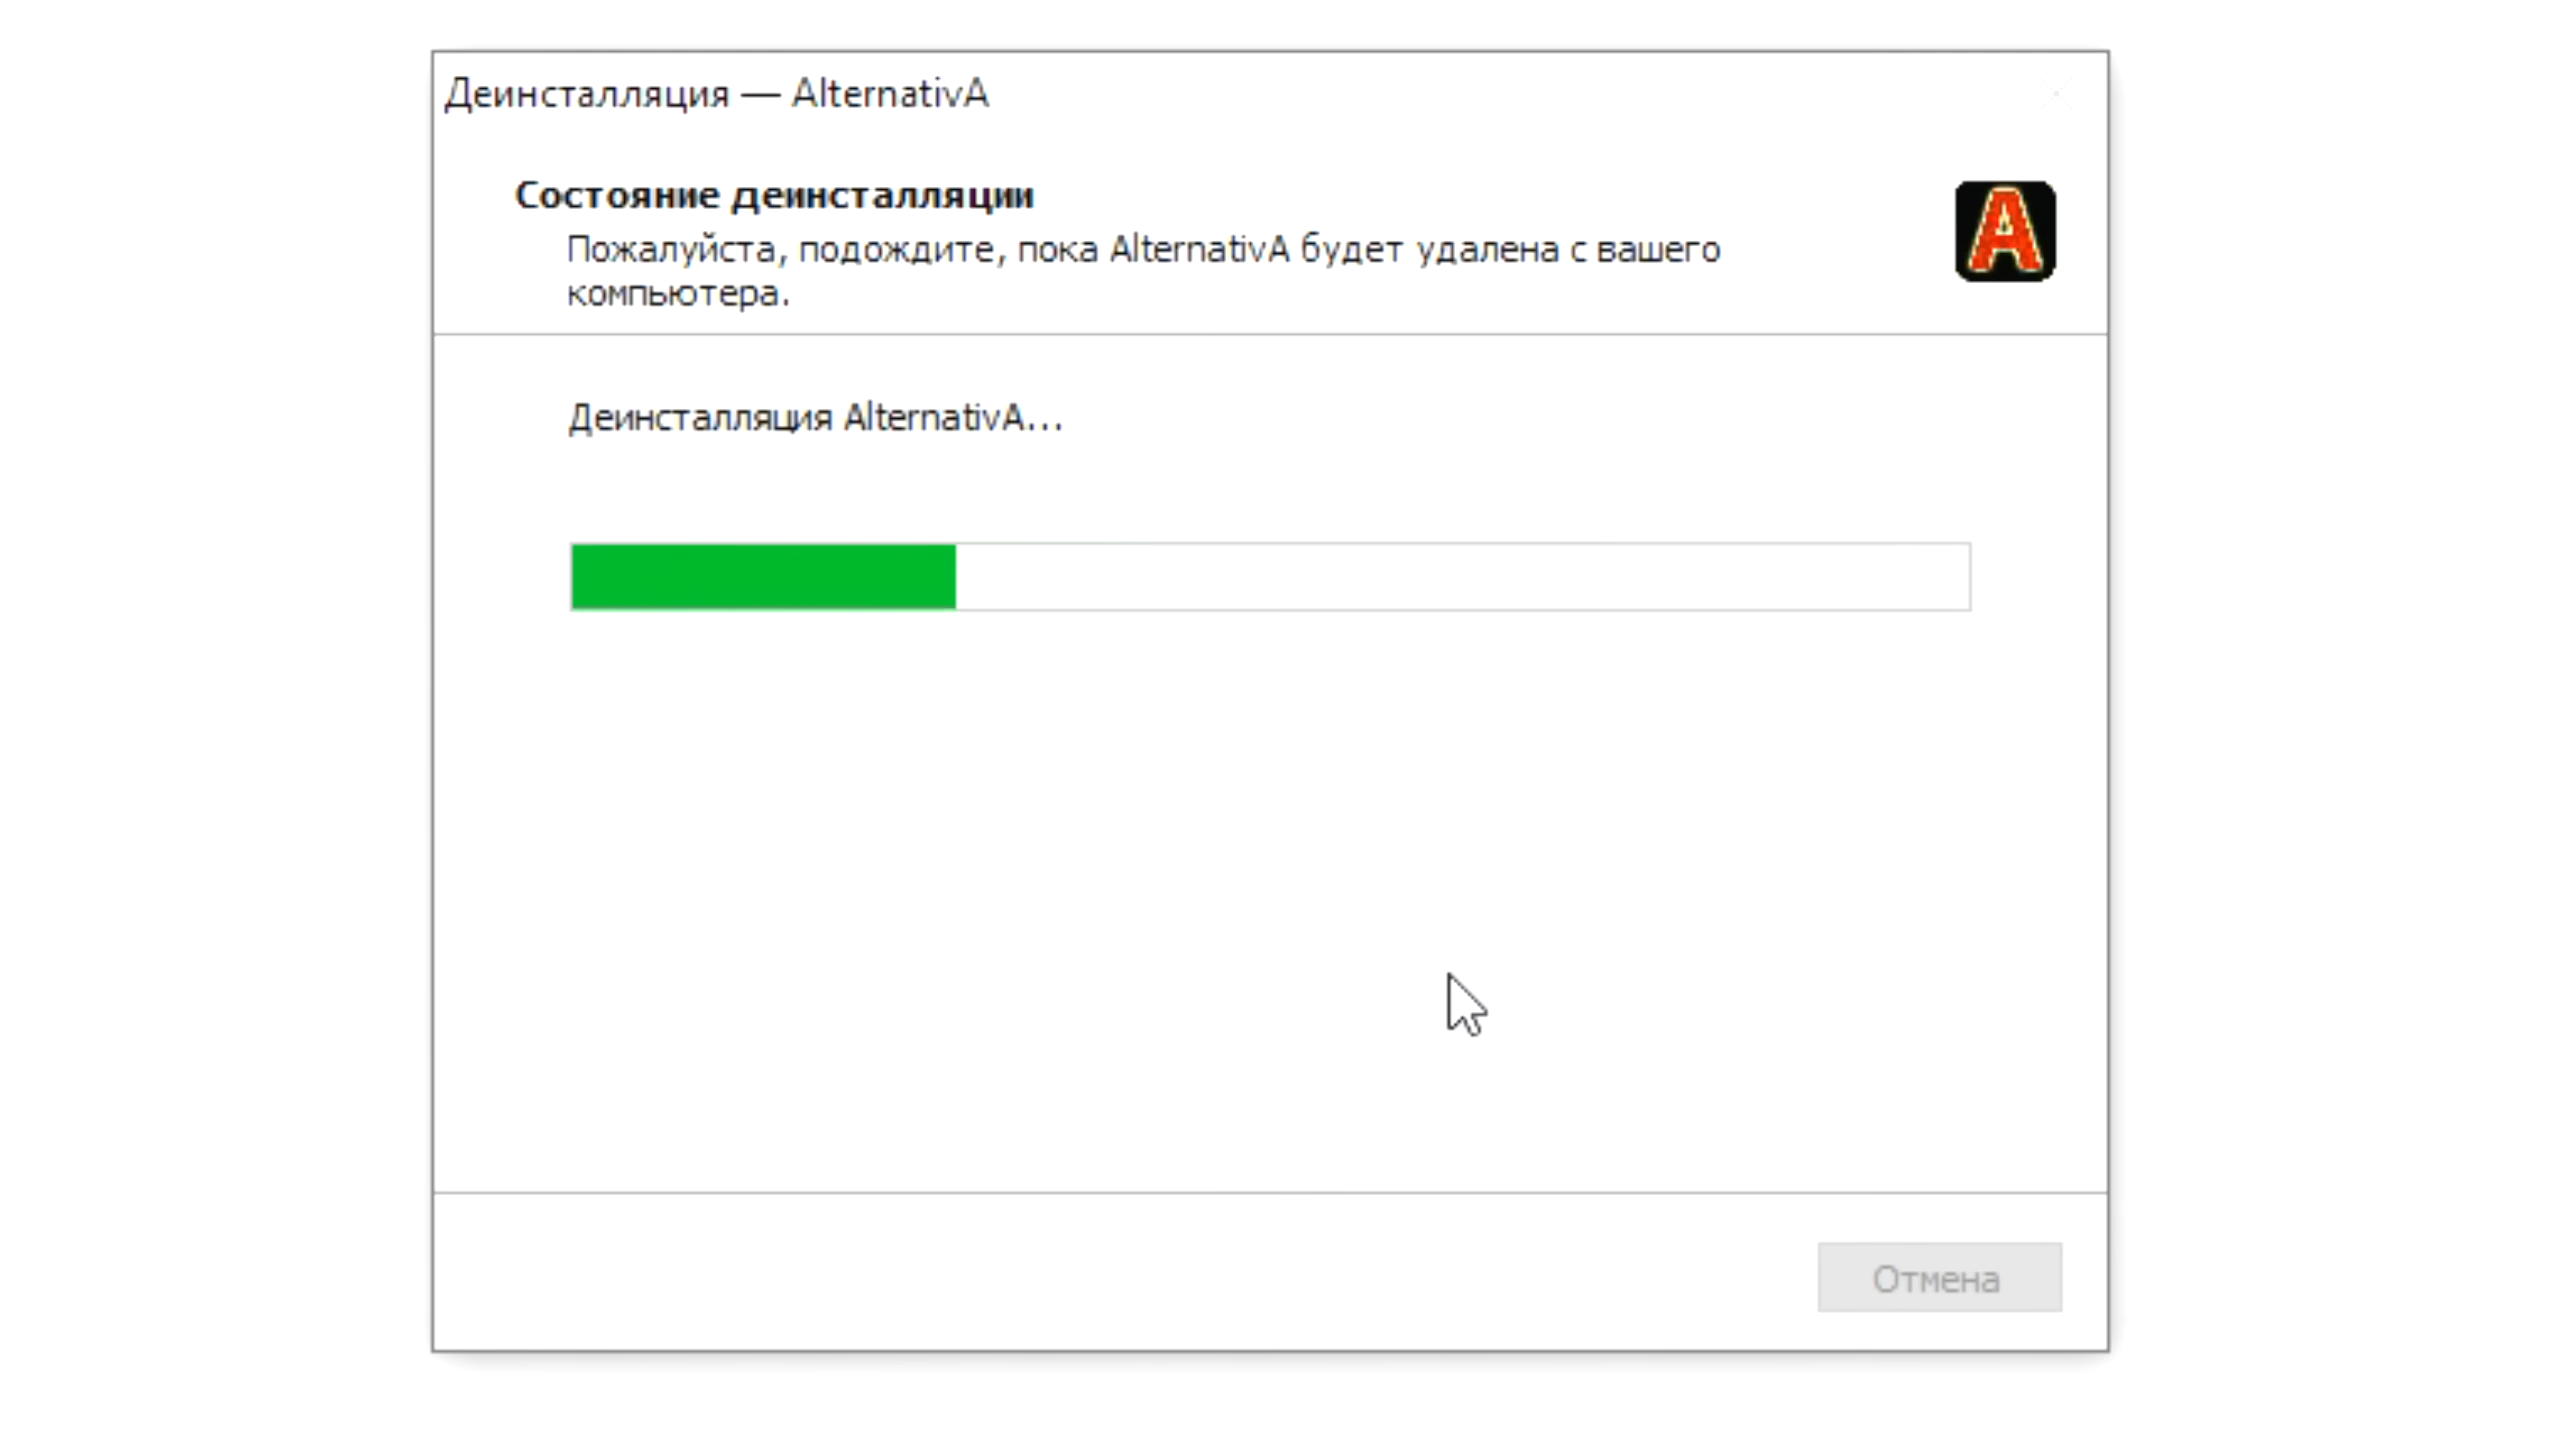 Деинсталляция — AlternativA
Состояние деинсталляции
Пожалуйста, подождите, пока AlternativA будет удалена с вашего
компьютера.
A
Деинсталляция AlternativA...
Отмена